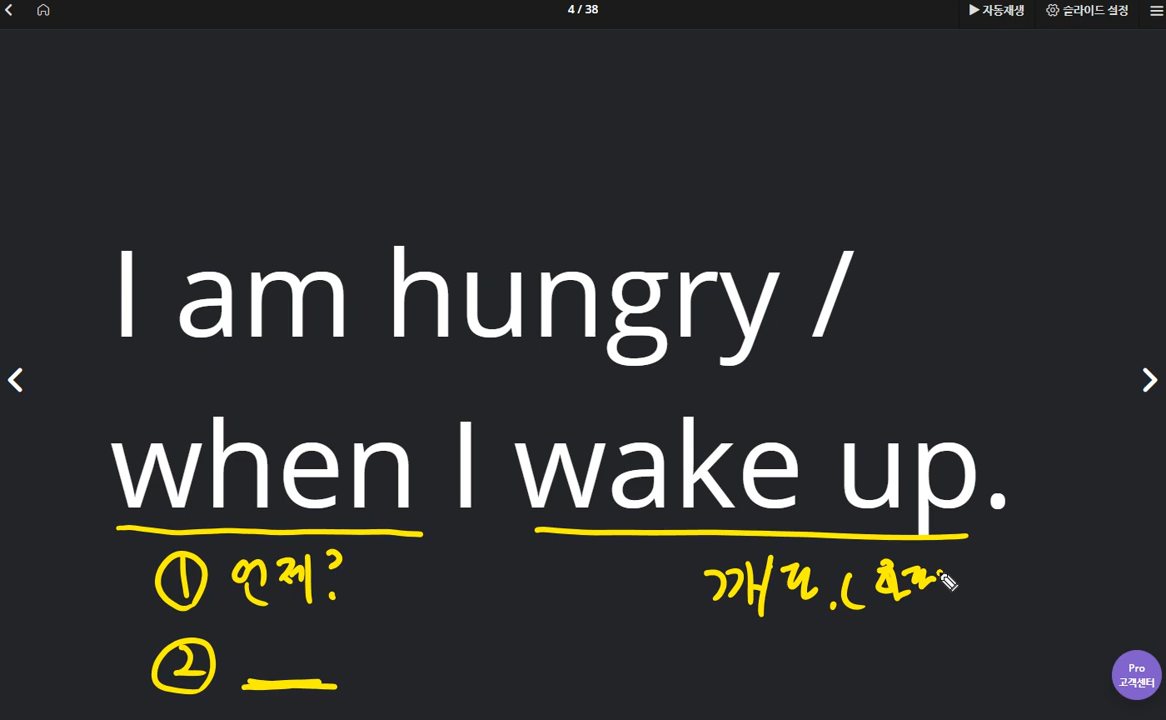 4 / 38
▶ 자동재생
슬라이드 설정
I am hungry /
when I wake up.
① 언제?
깨다.(
② __
Pro
고객센터